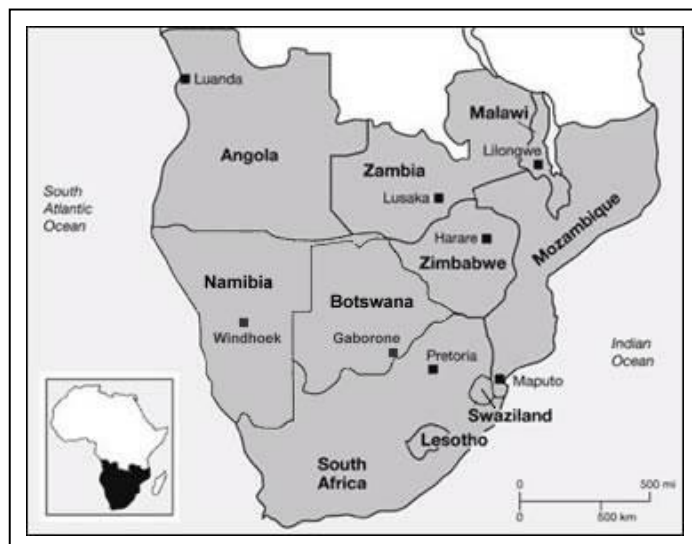 Luanda
Malawi
Angola
Lilongwe
Zambia
South
Atlantic
Ocean
Lusaka
Mozambique
Harare
Zimbabwe
Namibia
Botswana
Windhoek
Gaborone
Pretoria
Indian
Ocean
Maputo
Swaziland
Lesotho
South
Africa
0 500 mi
0 500 km